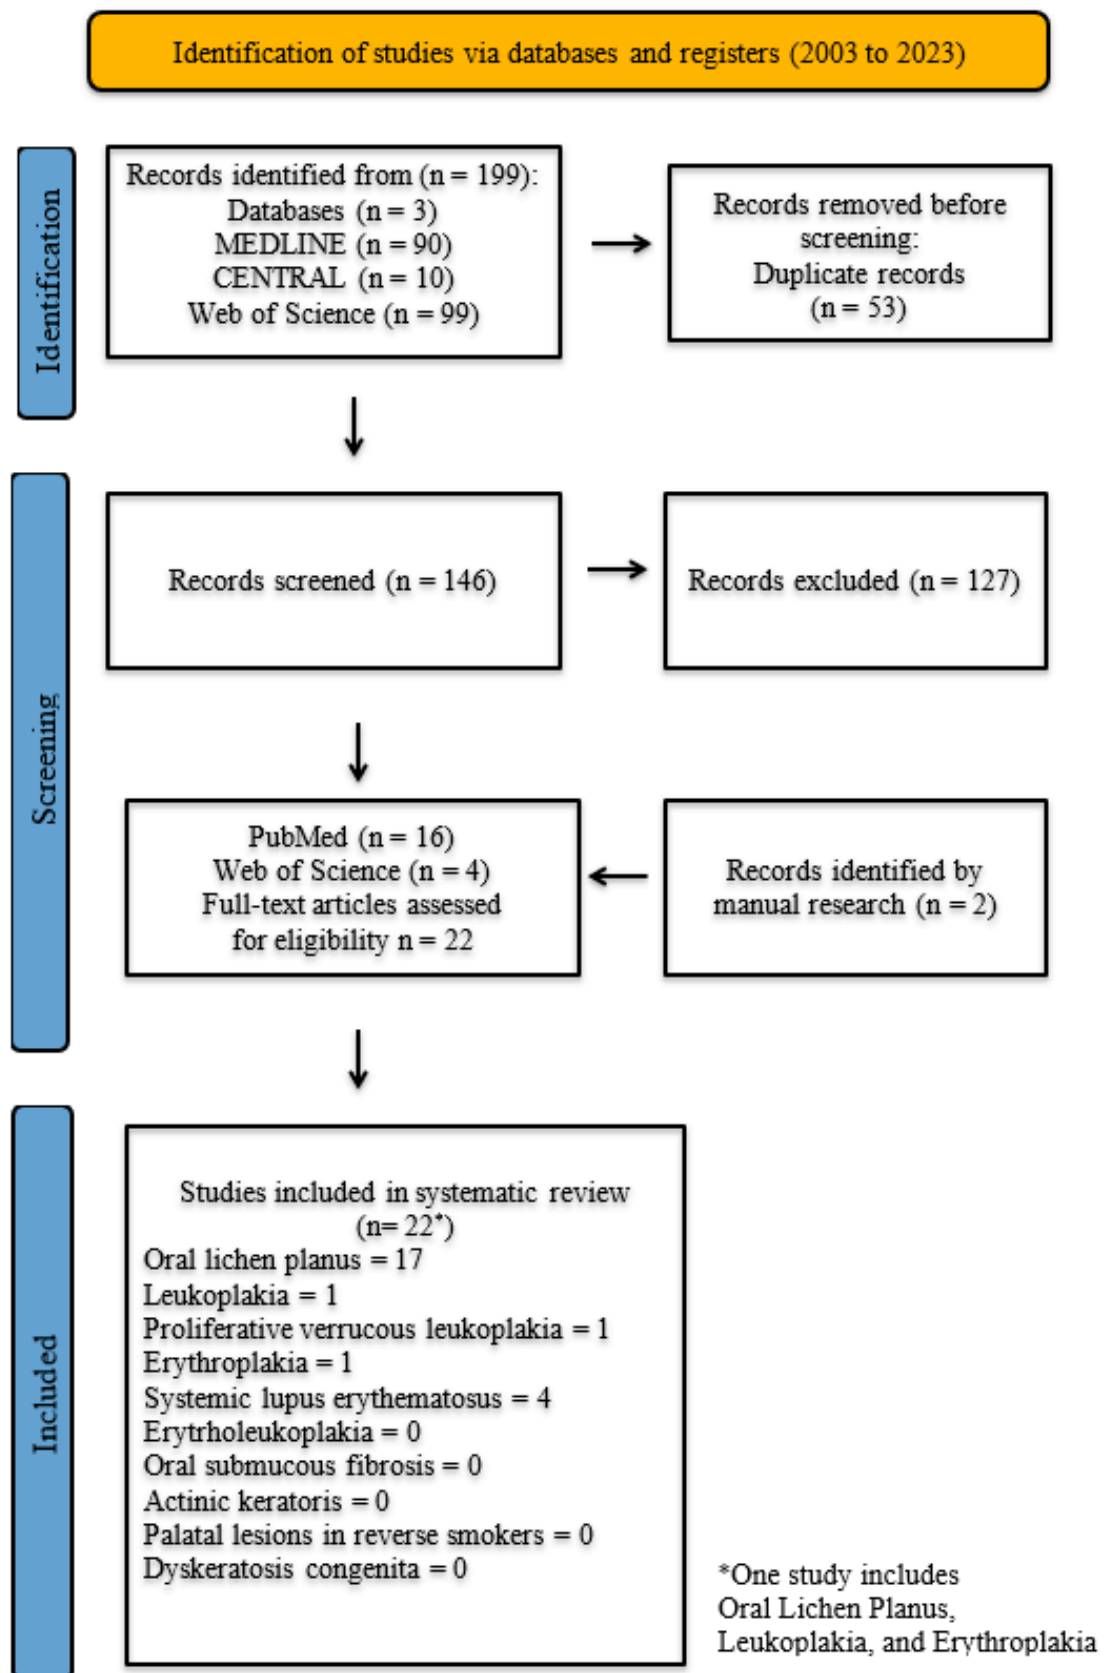 Identification of studies via databases and registers (2003 to 2023)
Identification
Records identified from (n = 199):
Databases (n = 3)
MEDLINE (n = 90)
CENTRAL (n = 10)
Web of Science (n = 99)
Records removed before
screening:
Duplicate records
(n = 53)
Screening
Records screened (n = 146)
Records excluded (n = 127)
PubMed (n = 16)
Web of Science (n = 4)
Full-text articles assessed
for eligibility n = 22
Records identified by
manual research (n = 2)
Included
Studies included in systematic review
(n= 22*)
Oral lichen planus = 17
Leukoplakia = 1
Proliferative verrucous leukoplakia = 1
Erythroplakia = 1
Systemic lupus erythematosus = 4
Erytrholeukoplakia = 0
Oral submucous fibrosis = 0
Actinic keratoris = 0
Palatal lesions in reverse smokers = 0
Dyskeratosis congenita = 0
*One study includes
Oral Lichen Planus,
Leukoplakia, and Erythroplakia